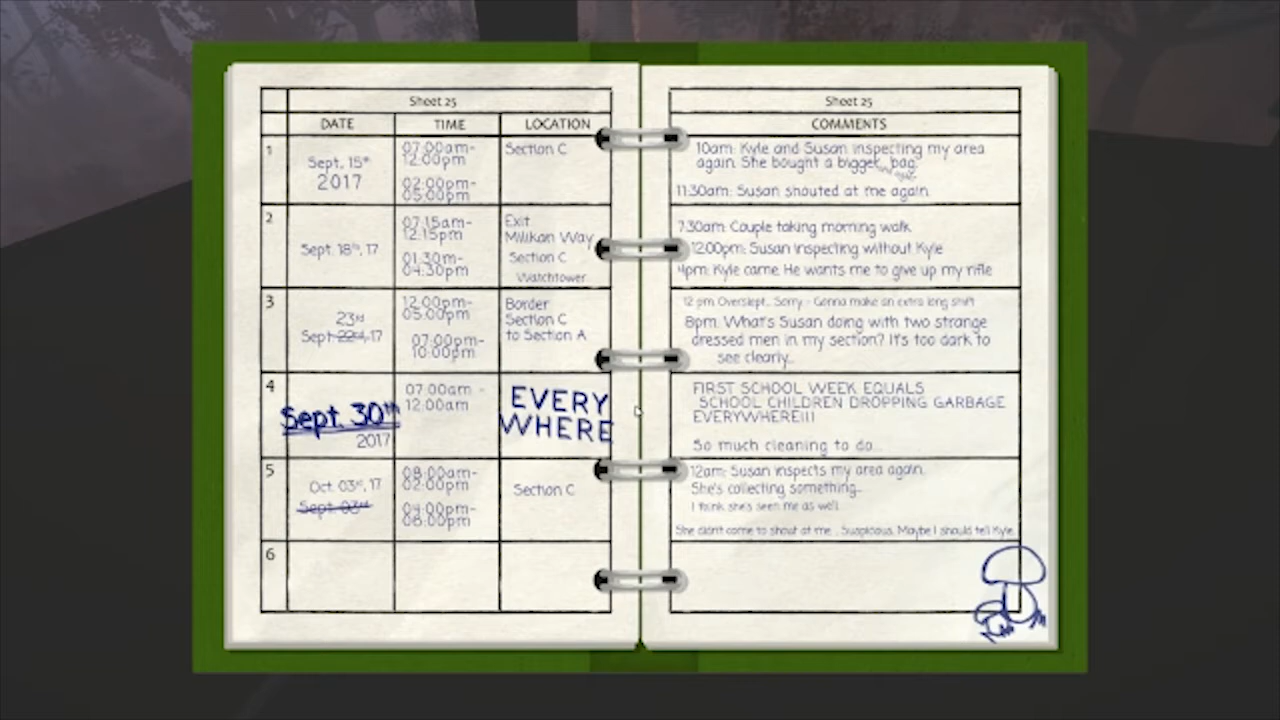 Sheet 25
DATE TIME LOCATION
1
Sept. 15th
2017
07:00am-
12:00pm
02:00pm-
05:00pm
Section C
2
Sept. 18th, 17
07:15am-
12:15pm
01:30m-
04:30pm
Exit
Milikan Way
Section C
Watchtower
3
23rd
Sept. 22nd, 17
12:00pm-
05:00pm
07:00pm-
10:00pm
Border
Section C
to Section A
4
Sept. 30th
2017
07:00am -
12:00am
EVERY
WHERE
5
Oct. 03rd, 17
Sept. 03rd
08:00am-
02:00pm
04:00pm-
08:00pm
Section C
6
Sheet 25
COMMENTS
10am: Kyle and Susan inspecting my area
again. She bought a bigger bag.
11:30am: Susan shouted at me again.
7:30am: Couple taking morning walk
12:00pm: Susan inspecting without Kyle
4pm: Kyle came. He wants me to give up my rifle
12 pm: Overslept... Sorry - Gonna make an extra long shift
8pm: What's Susan doing with two strange
dressed men in my section? It's too dark to
see clearly...
FIRST SCHOOL WEEK EQUALS
SCHOOL CHILDREN DROPPING GARBAGE
EVERYWHERE!!!
So much cleaning to do...
12am: Susan inspects my area again.
She's collecting something...
I think she's seen me as well.
She didn't come to shout at me... Suspicious. Maybe I should tell Kyle